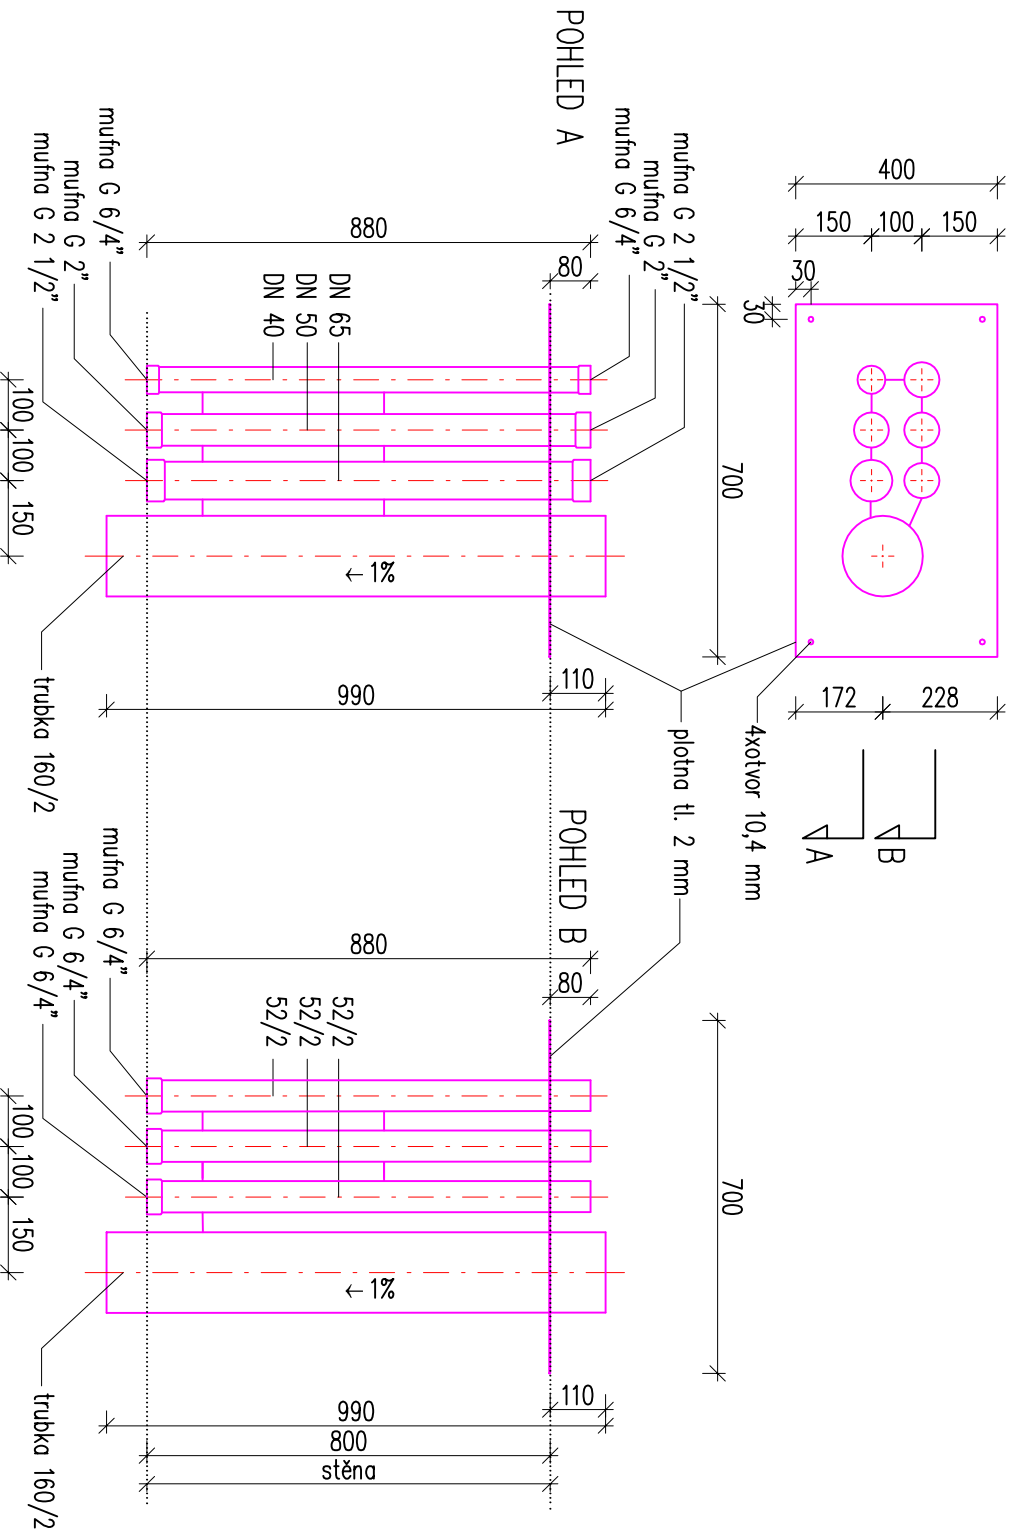 POHLED A
mufna G 6/4"
mufna G 2"
mufna G 2 1/2"
mufna G 2 1/2"
mufna G 2"
mufna G 6/4"
880
80
DN 65
DN 50
DN 40
100
100
150
←1%
trubka 160/2
990
110
400
150
100
150
30
30
700
172
228
4xotvor 10,4 mm
plotna tl. 2 mm
A
B
POHLED B
mufna G 6/4"
mufna G 6/4"
mufna G 6/4"
880
80
52/2
52/2
52/2
700
100
100
150
←1%
trubka 160/2
110
990
800
stěna